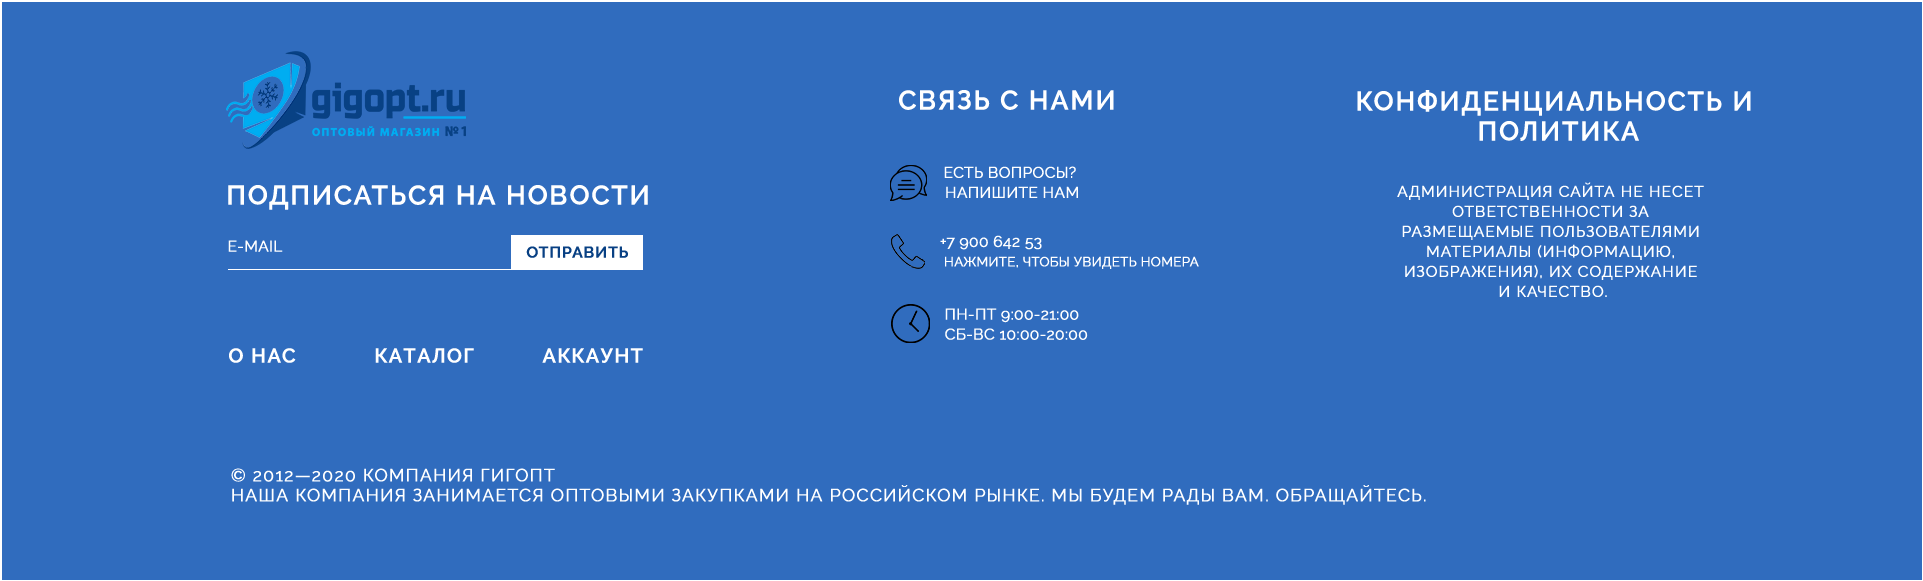 gigopt.ru
ОПТОВЫЙ МАГАЗИН №1
ПОДПИСАТЬСЯ НА НОВОСТИ
E-MAIL
ОТПРАВИТЬ
О НАС
КАТАЛОГ
АККАУНТ
СВЯЗЬ С НАМИ
ЕСТЬ ВОПРОСЫ?
НАПИШИТЕ НАМ
+7 900 642 53
НАЖМИТЕ, ЧТОБЫ УВИДЕТЬ НОМЕРА
ПН-ПТ 9:00-21:00
СБ-ВС 10:00-20:00
КОНФИДЕНЦИАЛЬНОСТЬ И
ПОЛИТИКА
АДМИНИСТРАЦИЯ САЙТА НЕ НЕСЕТ
ОТВЕТСТВЕННОСТИ ЗА
РАЗМЕЩАЕМЫЕ ПОЛЬЗОВАТЕЛЯМИ
МАТЕРИАЛЫ (ИНФОРМАЦИЮ,
ИЗОБРАЖЕНИЯ), ИХ СОДЕРЖАНИЕ
И КАЧЕСТВО.
© 2012—2020 КОМПАНИЯ ГИГОПТ
НАША КОМПАНИЯ ЗАНИМАЕТСЯ ОПТОВЫМИ ЗАКУПКАМИ НА РОССИЙСКОМ РЫНКЕ. МЫ БУДЕМ РАДЫ ВАМ. ОБРАЩАЙТЕСЬ.